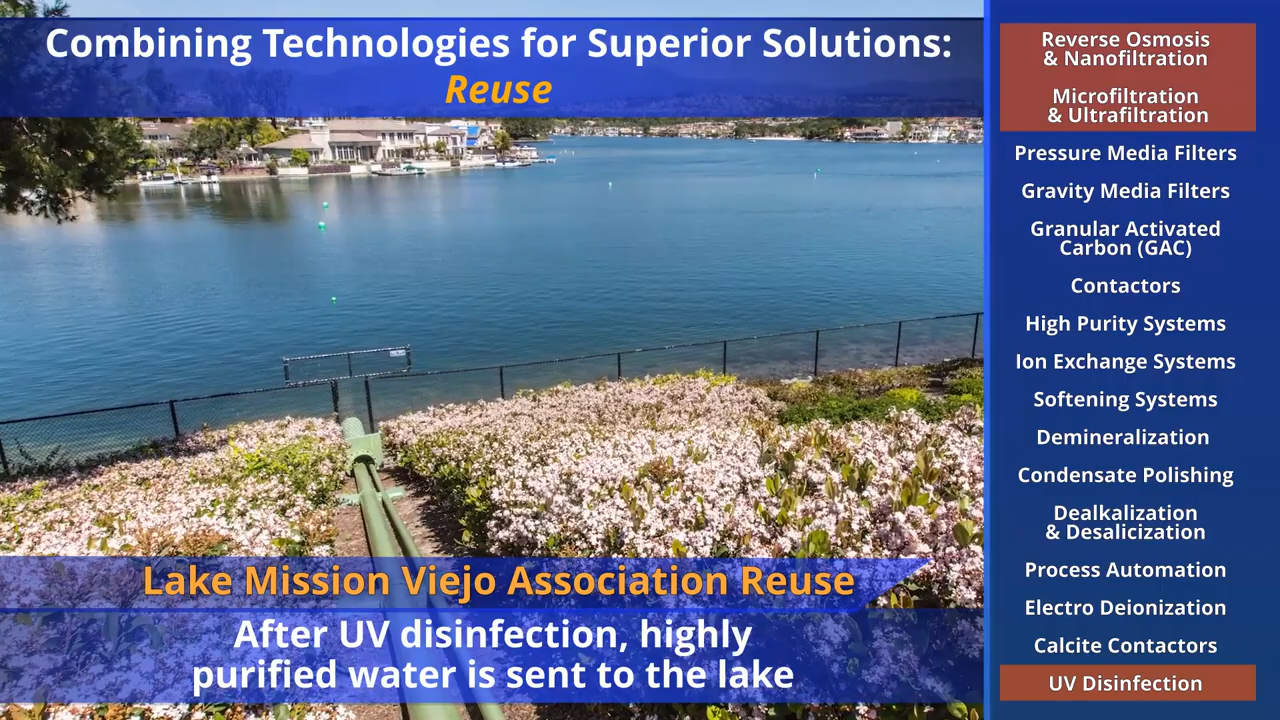 Combining Technologies for Superior Solutions:
Reuse
Lake Mission Viejo Association Reuse
After UV disinfection, highly
purified water is sent to the lake
Reverse Osmosis
& Nanofiltration
Microfiltration
& Ultrafiltration
Pressure Media Filters
Gravity Media Filters
Granular Activated
Carbon (GAC)
Contactors
High Purity Systems
Ion Exchange Systems
Softening Systems
Demineralization
Condensate Polishing
Dealkalization
& Desalicization
Process Automation
Electro Deionization
Calcite Contactors
UV Disinfection